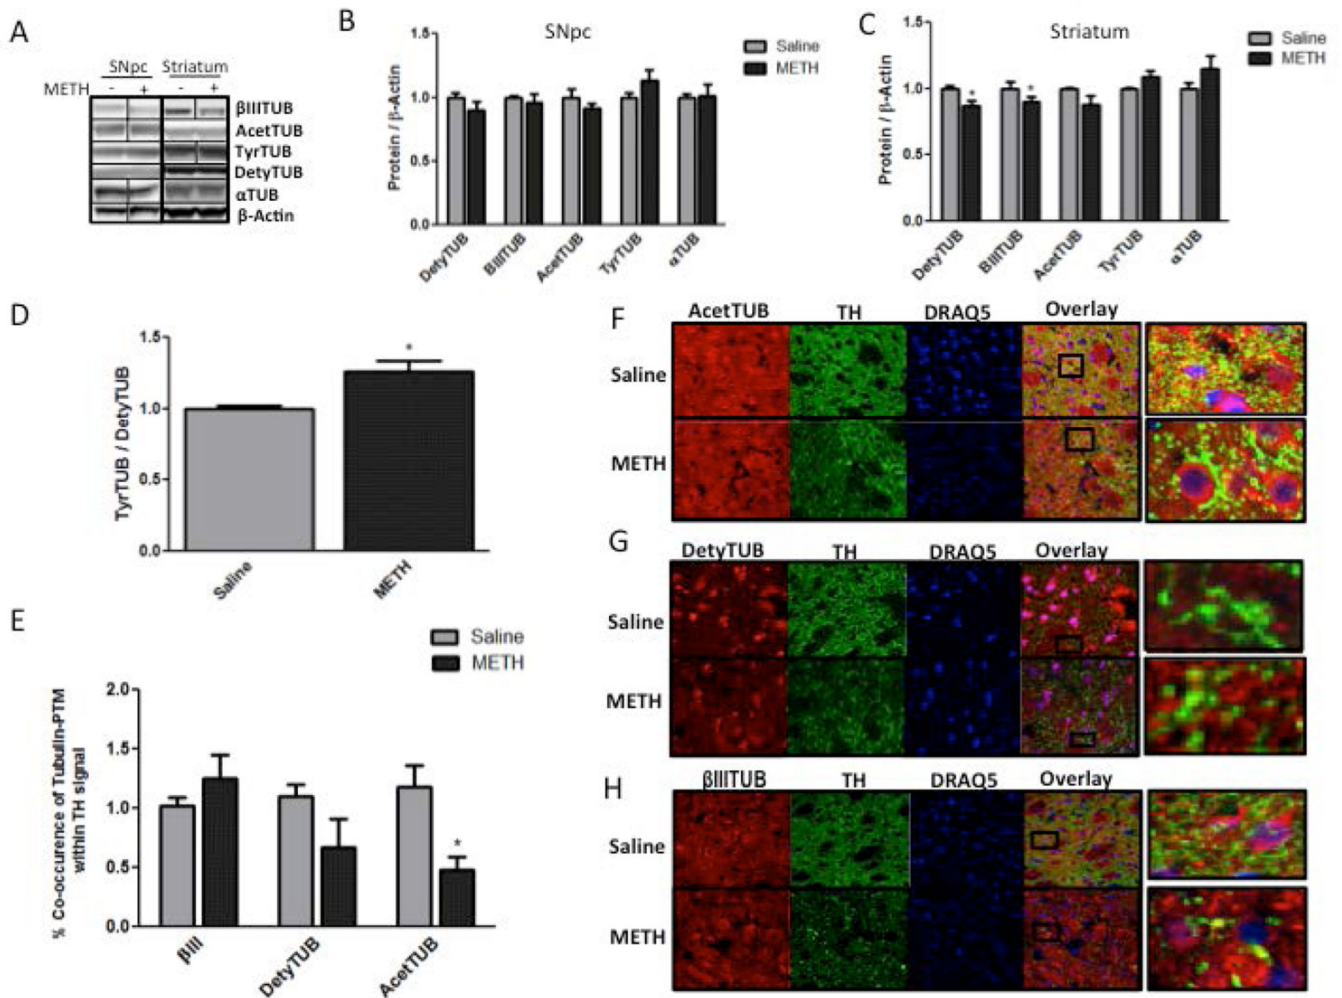 A
SNpc Striatum
METH - + - +
βIIITUB
AcetTUB
TyrTUB
DetyTUB
αTUB
β-Actin
B
SNpc
Saline
METH
Protein / β-Actin
1.5
1.0
0.5
0.0
DetyTUB
BIIITUB
AcetTUB
TyrTUB
αTUB
C
Striatum
Saline
METH
Protein / β-Actin
1.5
1.0
0.5
0.0
* *
DetyTUB
BIIITUB
AcetTUB
TyrTUB
αTUB
D
TyrTUB / DetyTUB
1.5
1.0
0.5
0.0
*
Saline
METH
E
Saline
METH
% Co-occurence of Tubulin-PTM
within TH signal
2.0
1.5
1.0
0.5
0.0
*
βIII
DetyTUB
AcetTUB
F
AcetTUB TH DRAQ5 Overlay
Saline
METH
G
DetyTUB TH DRAQ5 Overlay
Saline
METH
H
βIIITUB TH DRAQ5 Overlay
Saline
METH